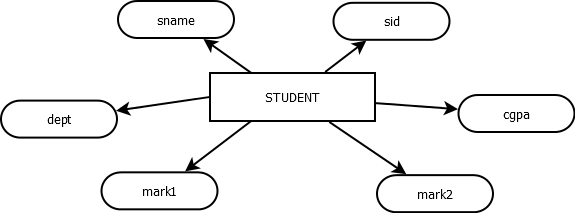 sname
sid
STUDENT
dept
cgpa
mark1
mark2